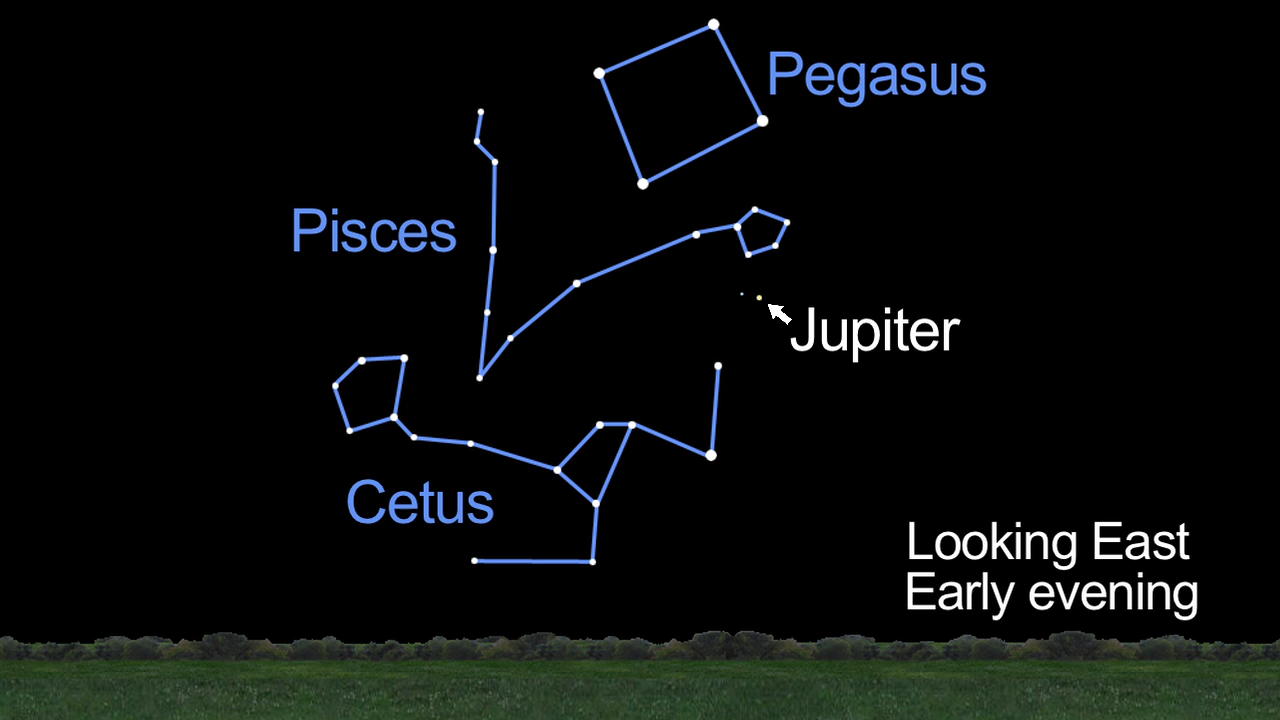 Pegasus
Pisces
Jupiter
Cetus
Looking East
Early evening